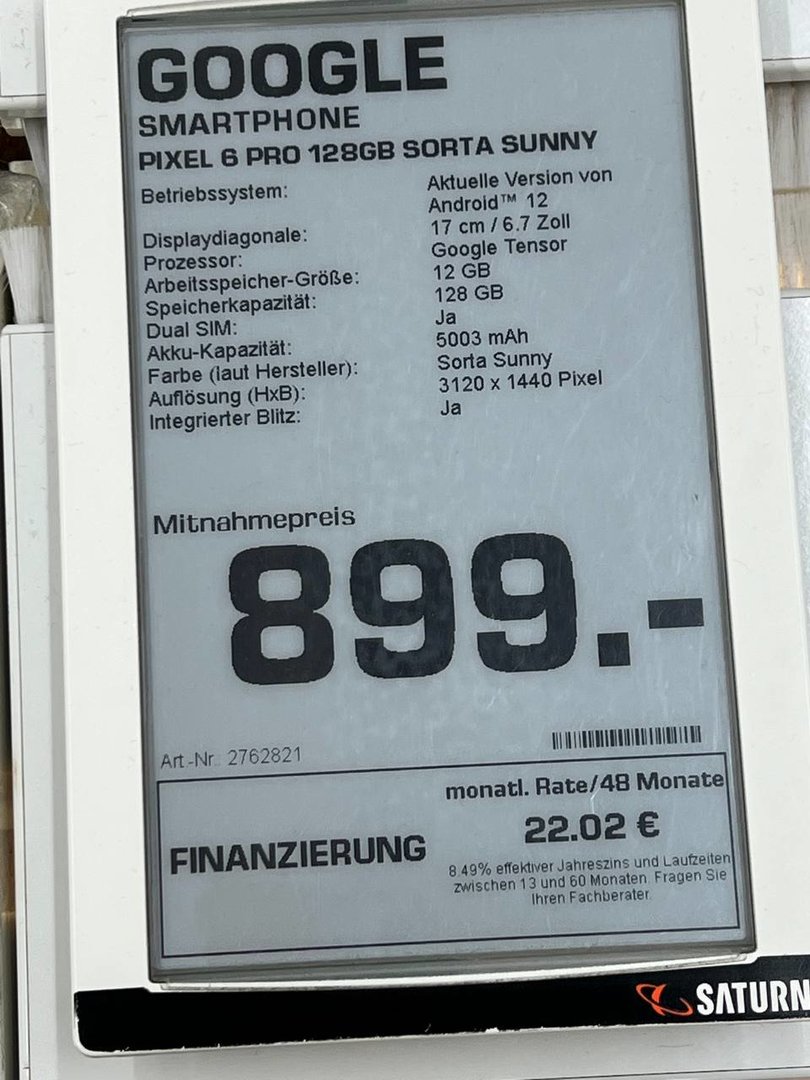 GOOGLE
SMARTPHONE
PIXEL 6 PRO 128GB SORTA SUNNY
Betriebssystem: Aktuelle Version von
Android™ 12
Displaydiagonale: 17 cm / 6.7 Zoll
Prozessor: Google Tensor
Arbeitsspeicher-Größe: 12 GB
Speicherkapazität: 128 GB
Dual SIM: Ja
Akku-Kapazität: 5003 mAh
Farbe (laut Hersteller): Sorta Sunny
Auflösung (HxB): 3120 x 1440 Pixel
Integrierter Blitz: Ja
Mitnahmepreis
899.-
Art.-Nr.: 2762821
FINANZIERUNG
monatl. Rate/48 Monate
22.02 €
8.49% effektiver Jahreszins und Laufzeiten
zwischen 13 und 60 Monaten. Fragen Sie
Ihren Fachberater.
SATURN